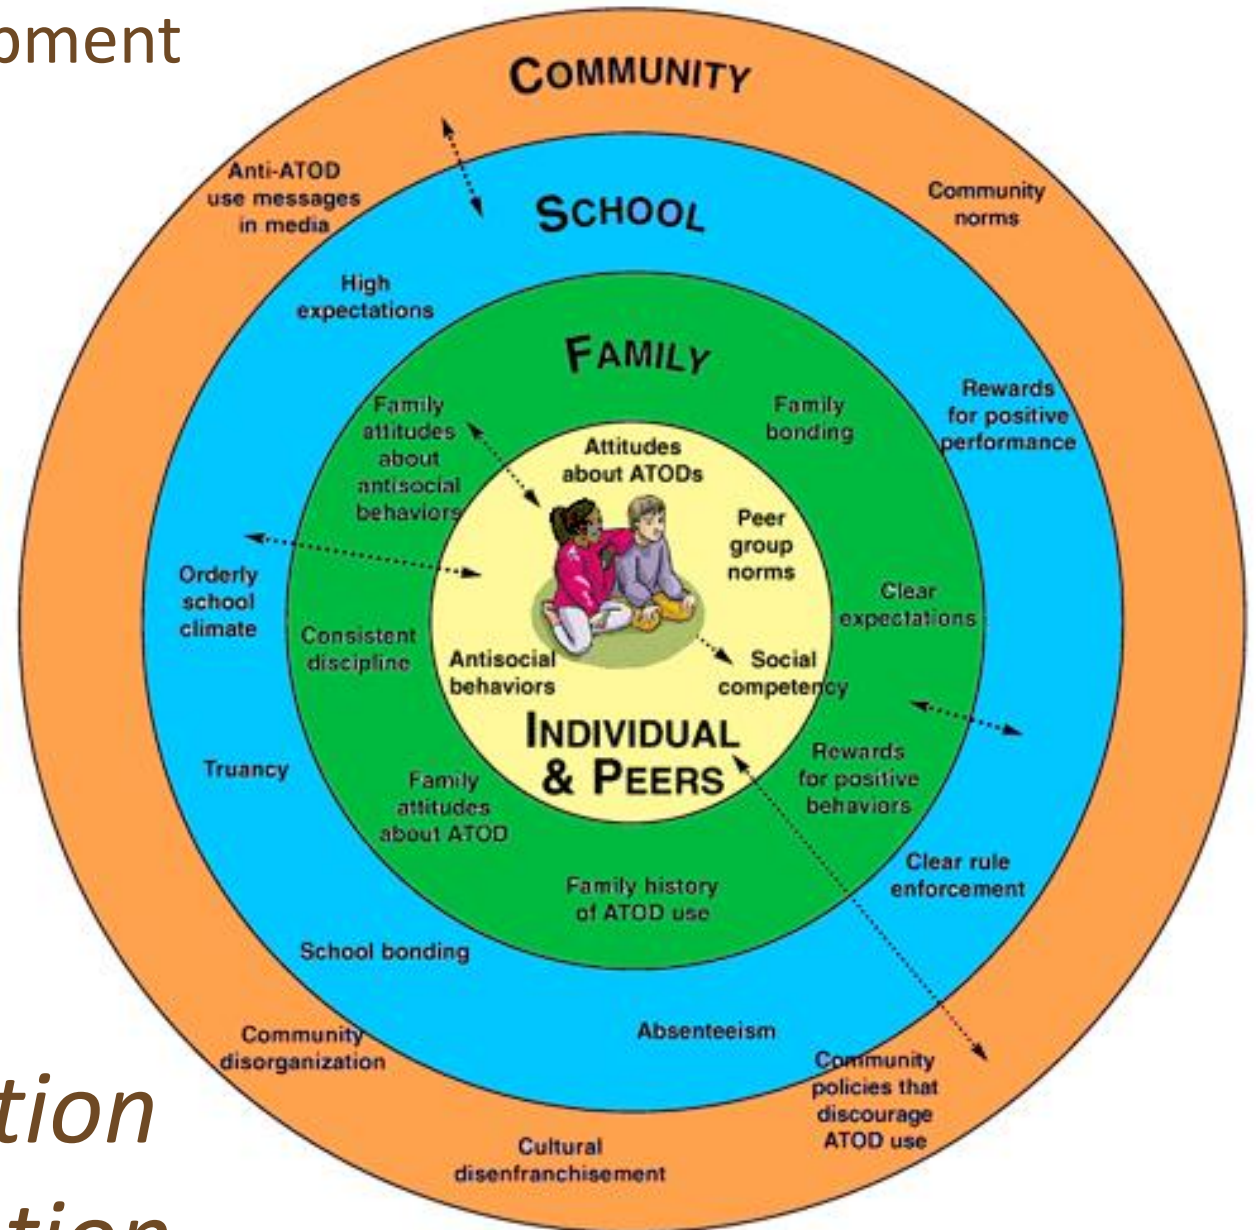 pment
COMMUNITY
Anti-ATOD
use messages
in media
Community
norms
SCHOOL
High
expectations
Rewards
for positive
performance
FAMILY
Family
attitudes
about
antisocial
behaviors
Family
bonding
Attitudes
about ATODs
Peer
group
norms
Orderly
school
climate
Clear
expectations
Consistent
discipline
Antisocial
behaviors
Social
competency
INDIVIDUAL
& PEERS
Truancy
Family
attitudes
about ATOD
Rewards
for positive
behaviors
Clear rule
enforcement
Family history
of ATOD use
School bonding
Absenteeism
Community
disorganization
Community
policies that
discourage
ATOD use
Cultural
disenfranchisement
tion
tion